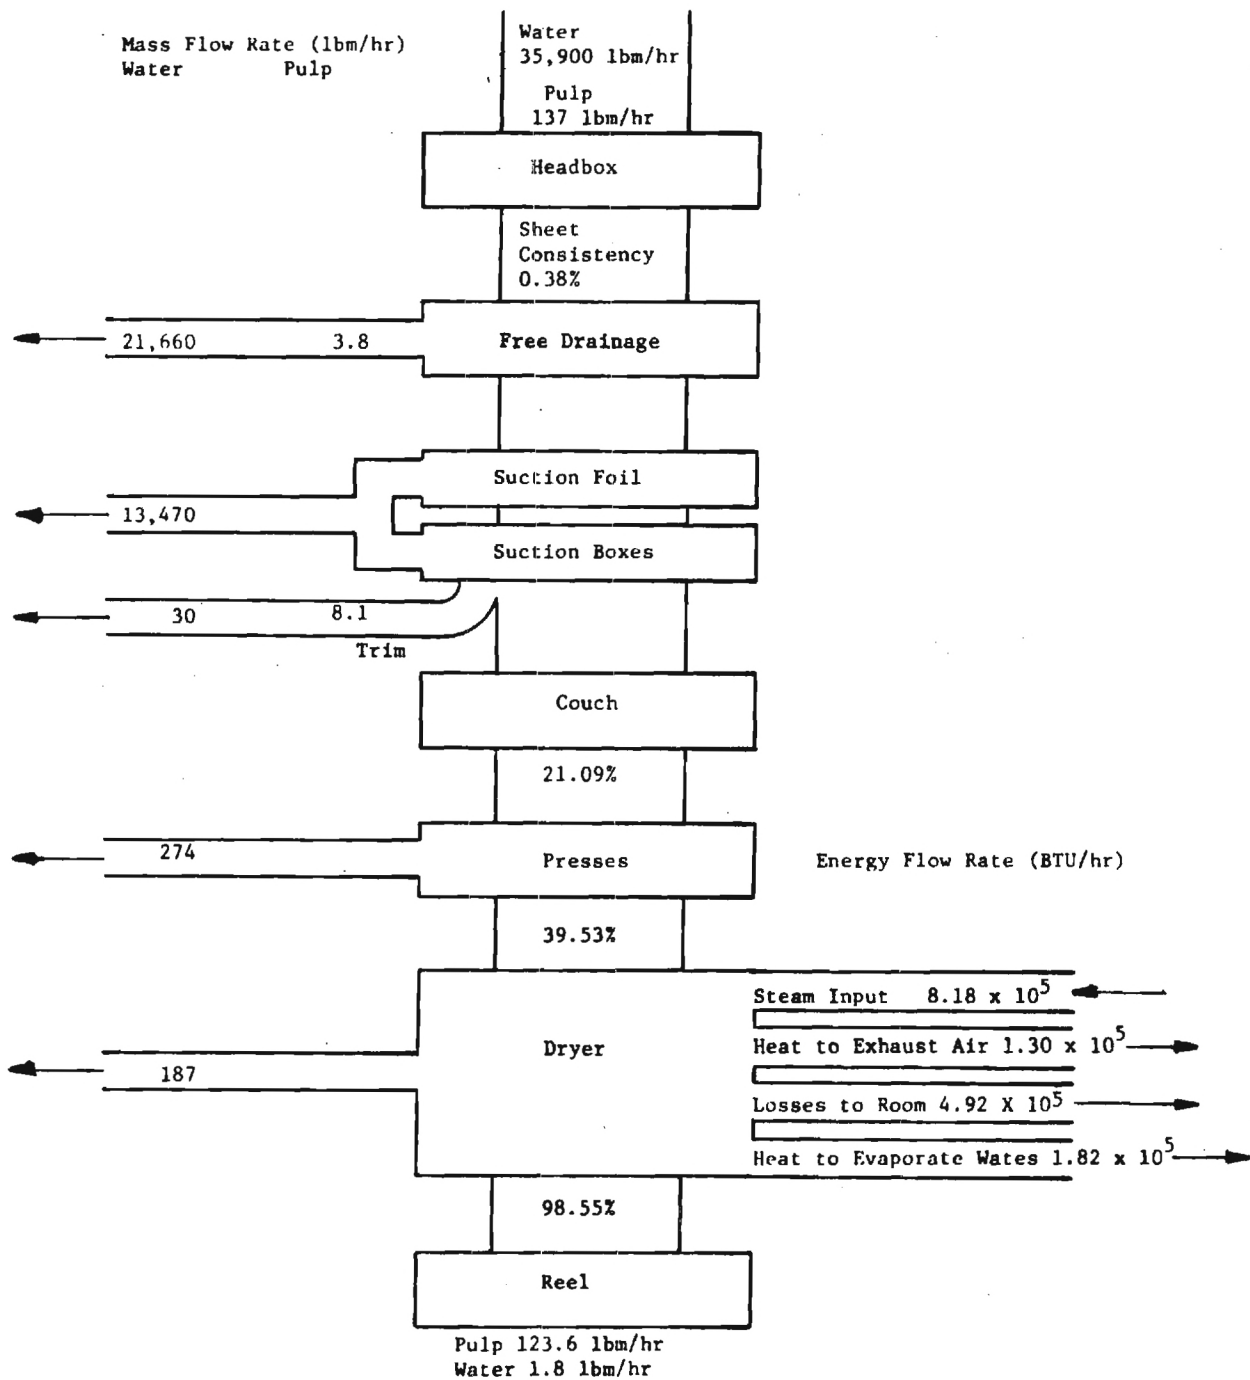 Mass Flow Rate (lbm/hr)
Water Pulp
Water
35,900 lbm/hr
Pulp
137 lbm/hr
Headbox
Sheet
Consistency
0.38%
21,660 3.8 Free Drainage
Suction Foil
13,470
Suction Boxes
30 8.1
Trim
Couch
21.09%
274 Presses Energy Flow Rate (BTU/hr)
39.53%
Steam Input 8.18 x 10^5
Dryer Heat to Exhaust Air 1.30 x 10^5
187
Losses to Room 4.92 X 10^5
Heat to Evaporate Wates 1.82 x 10^5
98.55%
Reel
Pulp 123.6 lbm/hr
Water 1.8 lbm/hr